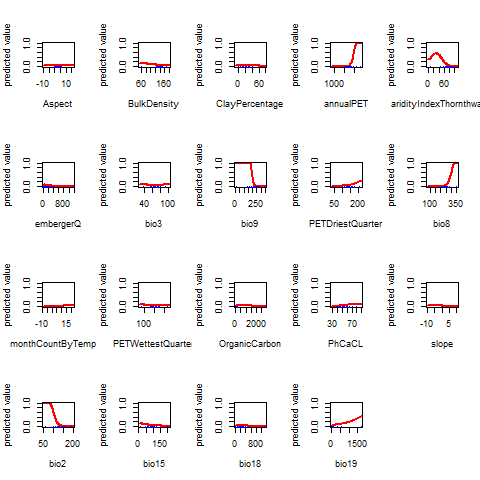 predicted value 0.0 1.0 -10 10 Aspect
predicted value 0.0 1.0 60 160 BulkDensity
predicted value 0.0 1.0 0 60 ClayPercentage
predicted value 0.0 1.0 1000 annualPET
predicted value 0.0 1.0 0 60 aridityIndexThornthwa
predicted value 0.0 1.0 0 800 embergerQ
predicted value 0.0 1.0 40 100 bio3
predicted value 0.0 1.0 0 250 bio9
predicted value 0.0 1.0 50 200 PETDriestQuarter
predicted value 0.0 1.0 100 350 bio8
predicted value 0.0 1.0 -10 15 monthCountByTemp
predicted value 0.0 1.0 100 PETWettestQuarte
predicted value 0.0 1.0 0 2000 OrganicCarbon
predicted value 0.0 1.0 30 70 PhCaCL
predicted value 0.0 1.0 -10 5 slope
predicted value 0.0 1.0 50 200 bio2
predicted value 0.0 1.0 0 150 bio15
predicted value 0.0 1.0 0 800 bio18
predicted value 0.0 1.0 0 1500 bio19